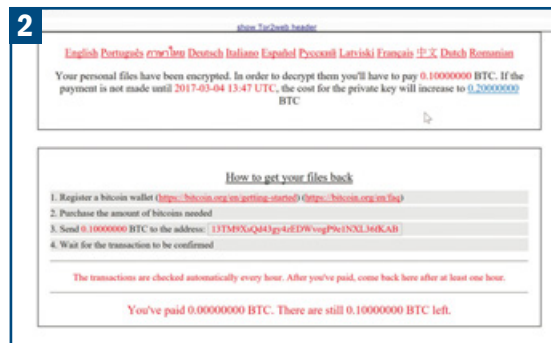 2
show Tor2web header
English Português ภาษาไทย Deutsch Italiano Español Русский Latviski Français 中文 Dutch Romanian
Your personal files have been encrypted. In order to decrypt them you'll have to pay 0.10000000 BTC. If the
payment is not made until 2017-03-04 13:47 UTC, the cost for the private key will increase to 0.20000000
BTC
How to get your files back
1. Register a bitcoin wallet (https://bitcoin.org/en/getting-started) (https://bitcoin.org/en/faq)
2. Purchase the amount of bitcoins needed
3. Send 0.10000000 BTC to the address:
4. Wait for the transaction to be confirmed
The transactions are checked automatically every hour. After you've paid, come back here after at least one hour.
You've paid 0.00000000 BTC. There are still 0.10000000 BTC left.